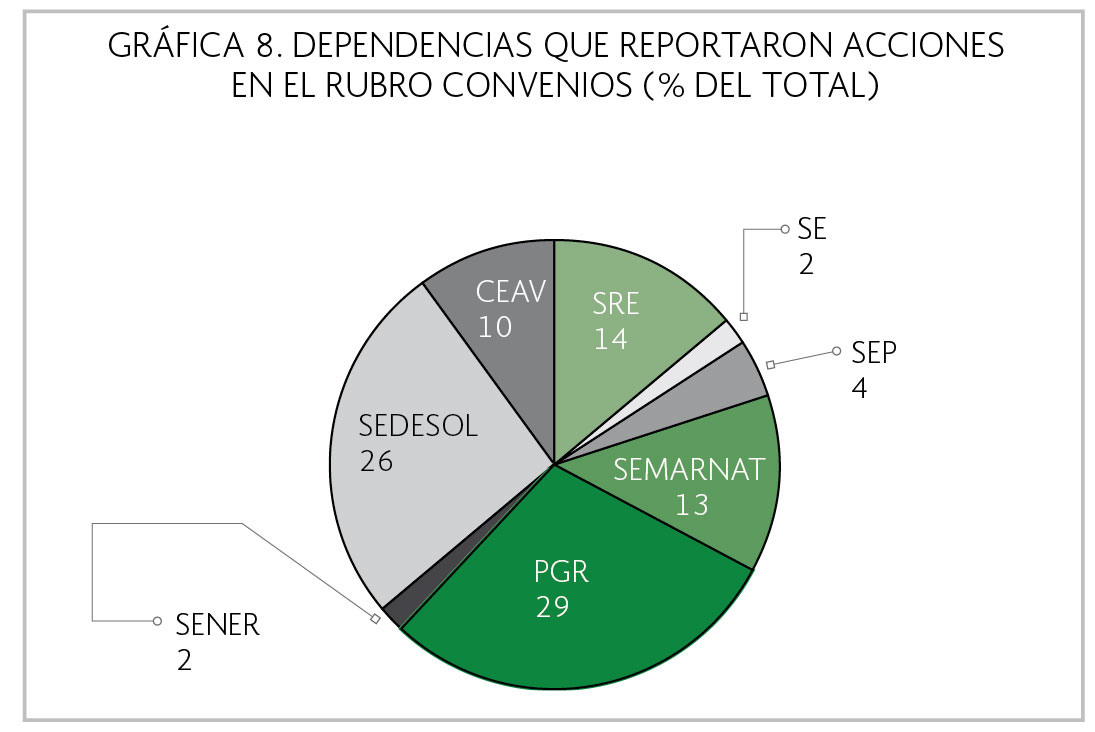 GRÁFICA 8. DEPENDENCIAS QUE REPORTARON ACCIONES
EN EL RUBRO CONVENIOS (% DEL TOTAL)
SE
2
CEAV
10
SRE
14
SEP
4
SEDESOL
26
SEMARNAT
13
PGR
29
SENER
2